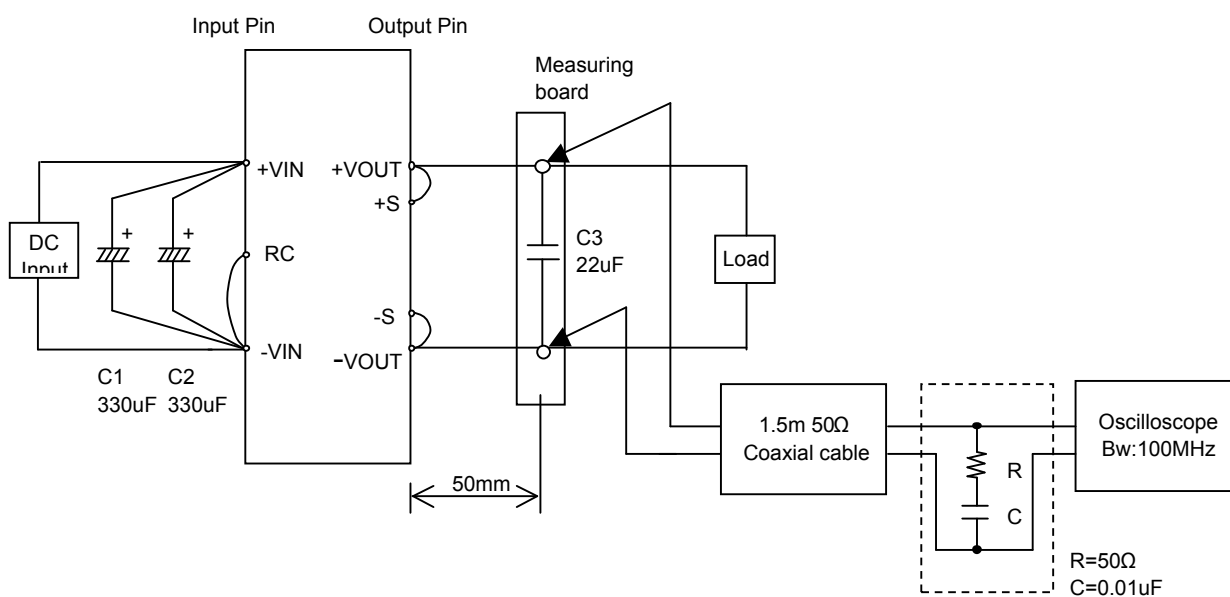 Input Pin
Output Pin
Measuring
board
+VIN
+VOUT
+S
DC
Input
+
+
RC
C3
22uF
Load
-S
-VIN
−VOUT
C1
330uF
C2
330uF
50mm
1.5m 50Ω
Coaxial cable
R
C
Oscilloscope
Bw:100MHz
R=50Ω
C=0.01uF